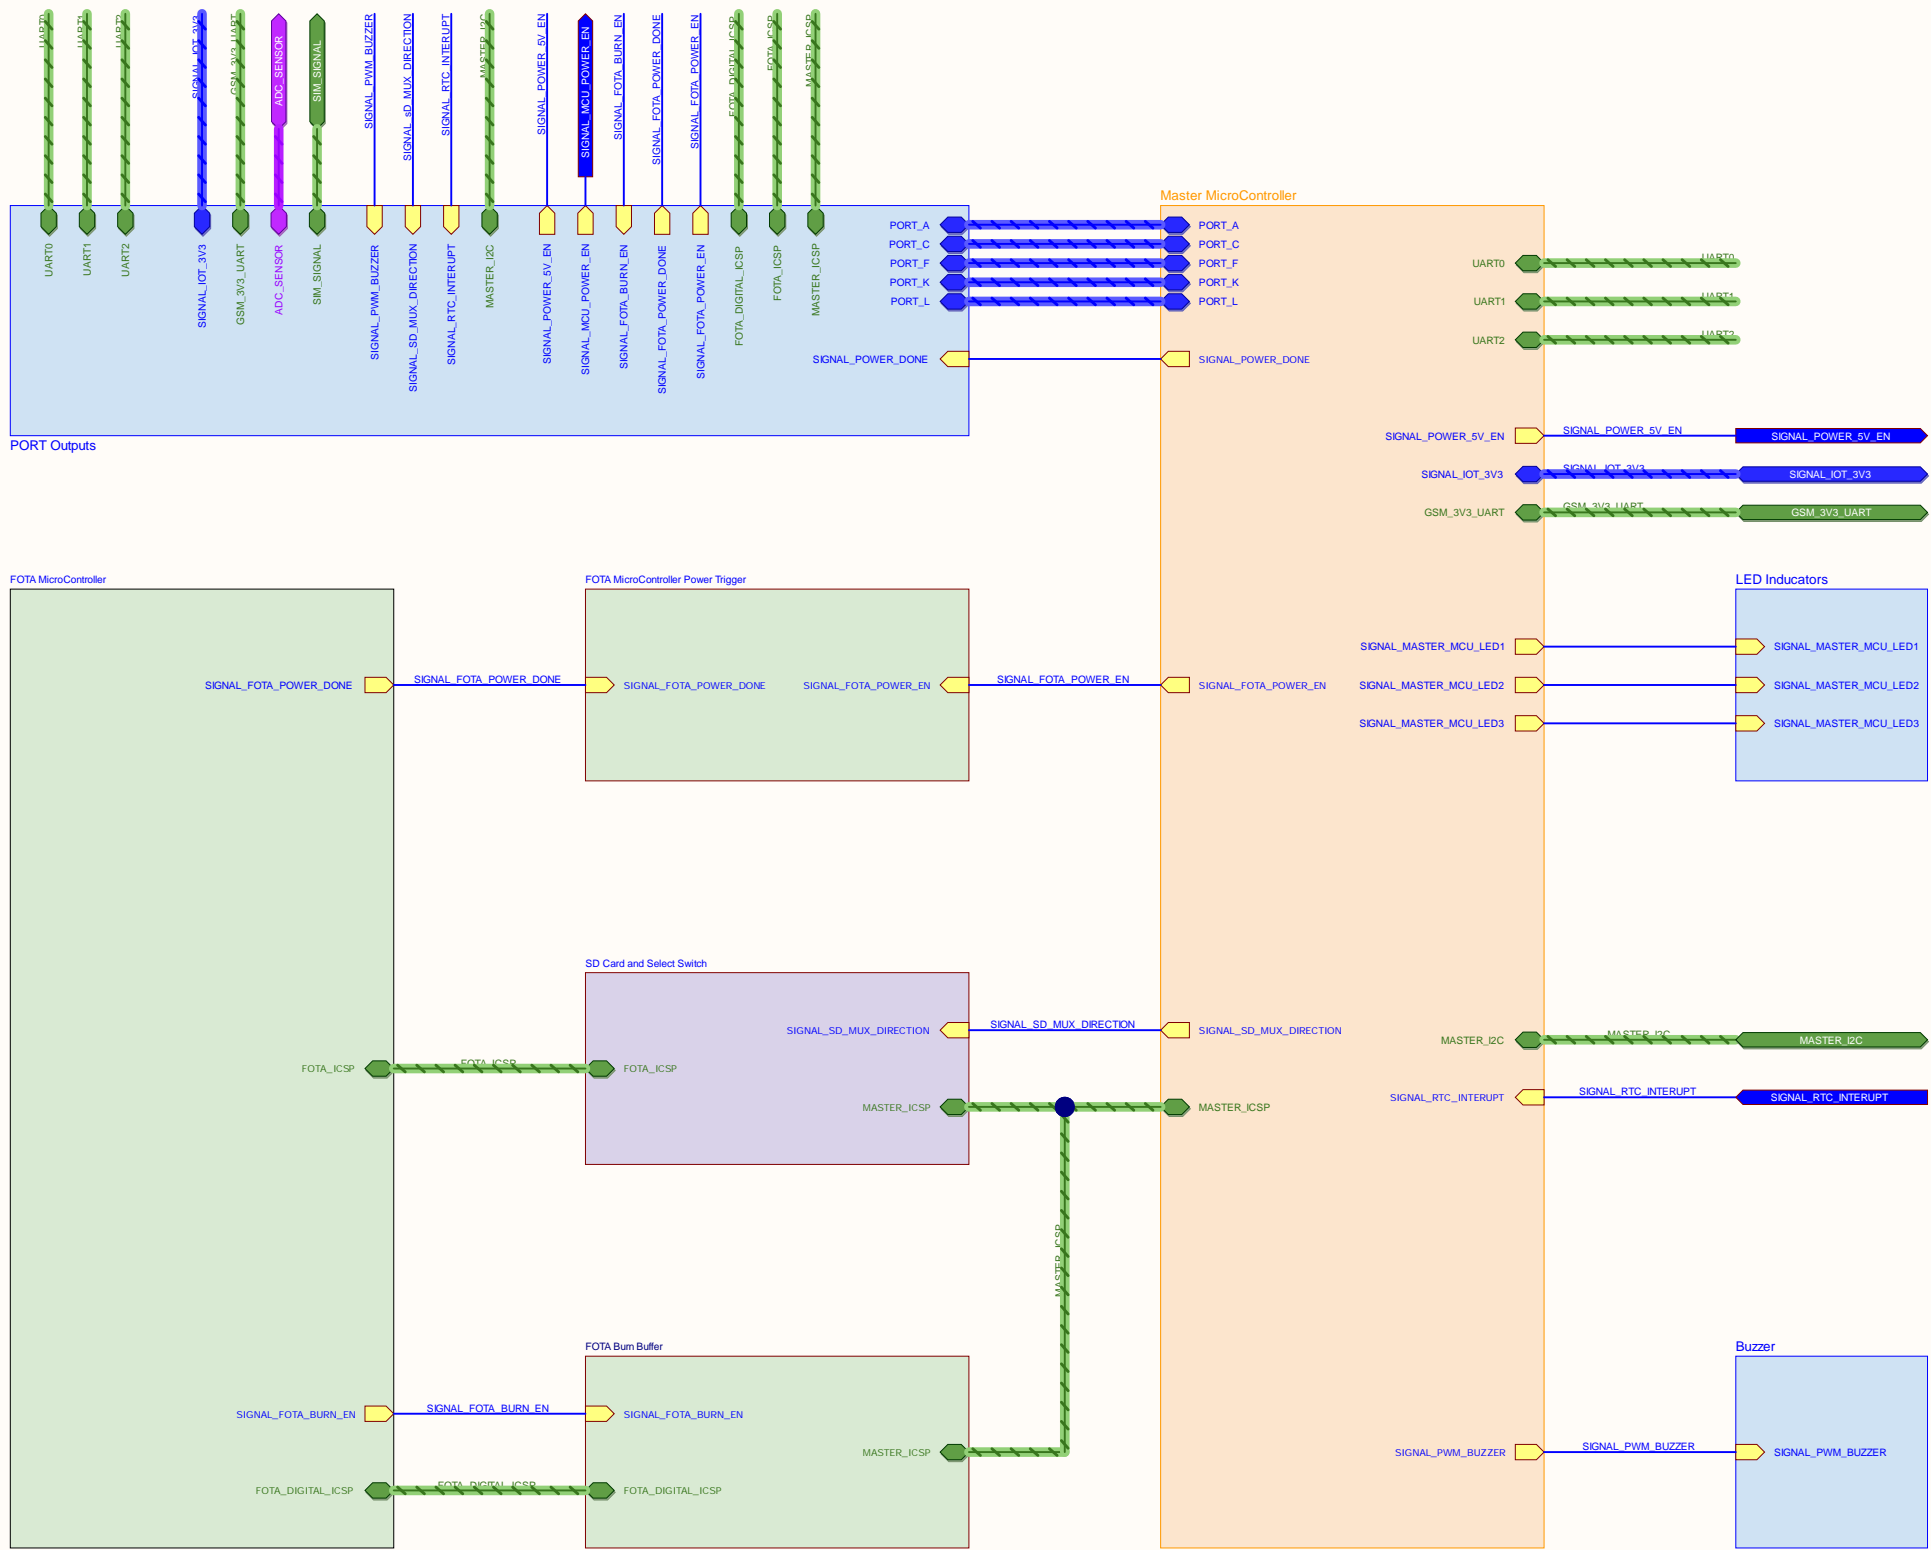 UART0
UART1
UART2
SIGNAL_IOT_3V3
GSM_3V3_UART
ADC_SENSOR
SIM_SIGNAL
SIGNAL_PWM_BUZZER
SIGNAL_sD_MUX_DIRECTION
SIGNAL_RTC_INTERUPT
MASTER_I2C
SIGNAL_POWER_5V_EN
SIGNAL_MCU_POWER_EN
SIGNAL_FOTA_BURN_EN
SIGNAL_FOTA_POWER_DONE
SIGNAL_FOTA_POWER_EN
FOTA_DIGITAL_ICSP
FOTA_ICSP
MASTER_ICSP
UART0
UART1
UART2
SIGNAL_IOT_3V3
GSM_3V3_UART
ADC_SENSOR
SIM_SIGNAL
SIGNAL_PWM_BUZZER
SIGNAL_SD_MUX_DIRECTION
SIGNAL_RTC_INTERUPT
MASTER_I2C
SIGNAL_POWER_5V_EN
SIGNAL_MCU_POWER_EN
SIGNAL_FOTA_BURN_EN
SIGNAL_FOTA_POWER_DONE
SIGNAL_FOTA_POWER_EN
FOTA_DIGITAL_ICSP
FOTA_ICSP
MASTER_ICSP
PORT_A
PORT_C
PORT_F
PORT_K
PORT_L
SIGNAL_POWER_DONE
PORT Outputs
Master MicroController
PORT_A
PORT_C
PORT_F
PORT_K
PORT_L
SIGNAL_POWER_DONE
UART0 UART0
UART1 UART1
UART2 UART2
SIGNAL_POWER_5V_EN SIGNAL_POWER_5V_EN SIGNAL_POWER_5V_EN
SIGNAL_IOT_3V3 SIGNAL_IOT_3V3 SIGNAL_IOT_3V3
GSM_3V3_UART GSM_3V3_UART GSM_3V3_UART
FOTA MicroController
FOTA MicroController Power Trigger
LED Inducators
SIGNAL_MASTER_MCU_LED1 SIGNAL_MASTER_MCU_LED1
SIGNAL_FOTA_POWER_DONE SIGNAL_FOTA_POWER_DONE SIGNAL_FOTA_POWER_DONE SIGNAL_FOTA_POWER_EN SIGNAL_FOTA_POWER_EN SIGNAL_FOTA_POWER_EN SIGNAL_MASTER_MCU_LED2 SIGNAL_MASTER_MCU_LED2
SIGNAL_MASTER_MCU_LED3 SIGNAL_MASTER_MCU_LED3
SD Card and Select Switch
SIGNAL_SD_MUX_DIRECTION SIGNAL_SD_MUX_DIRECTION SIGNAL_SD_MUX_DIRECTION
MASTER_I2C MASTER_I2C MASTER_I2C
FOTA_ICSP FOTA_ICSP FOTA_ICSP
SIGNAL_RTC_INTERUPT SIGNAL_RTC_INTERUPT SIGNAL_RTC_INTERUPT
MASTER_ICSP MASTER_ICSP
MASTER_ICSP
FOTA Burn Buffer
Buzzer
SIGNAL_FOTA_BURN_EN SIGNAL_FOTA_BURN_EN SIGNAL_FOTA_BURN_EN
MASTER_ICSP
SIGNAL_PWM_BUZZER SIGNAL_PWM_BUZZER SIGNAL_PWM_BUZZER
FOTA_DIGITAL_ICSP FOTA_DIGITAL_ICSP FOTA_DIGITAL_ICSP